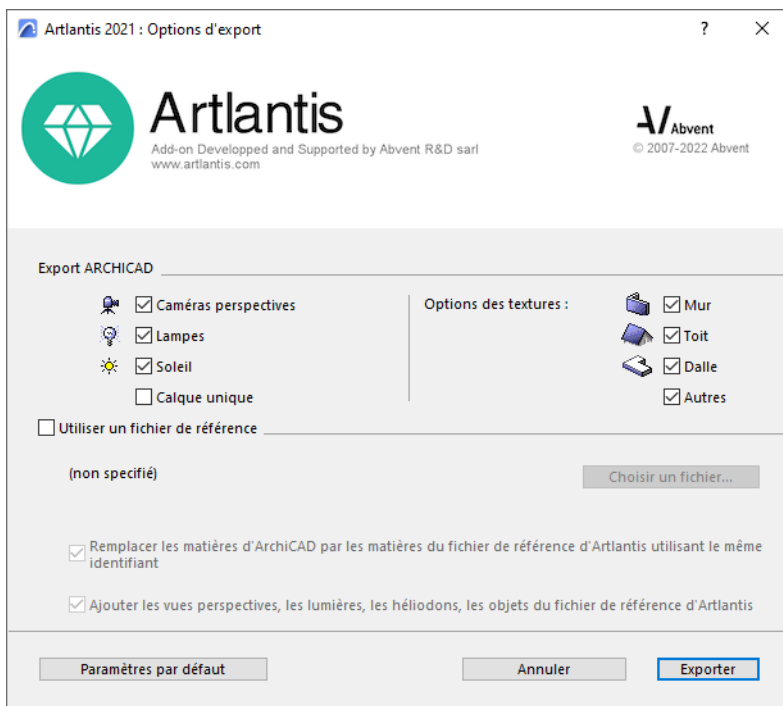 Artlantis 2021 : Options d'export
?
Artlantis
Add-on Developped and Supported by Abvent R&D sarl
www.artlantis.com
Abvent
© 2007-2022 Abvent
Export ARCHICAD
Caméras perspectives
Lampes
Soleil
Calque unique
Options des textures :
Mur
Toit
Dalle
Autres
Utiliser un fichier de référence
(non spécifié)
Choisir un fichier...
Remplacer les matières d'ArchiCAD par les matières du fichier de référence d'Artlantis utilisant le même
identifiant
Ajouter les vues perspectives, les lumières, les héliodons, les objets du fichier de référence d'Artlantis
Paramètres par défaut
Annuler
Exporter